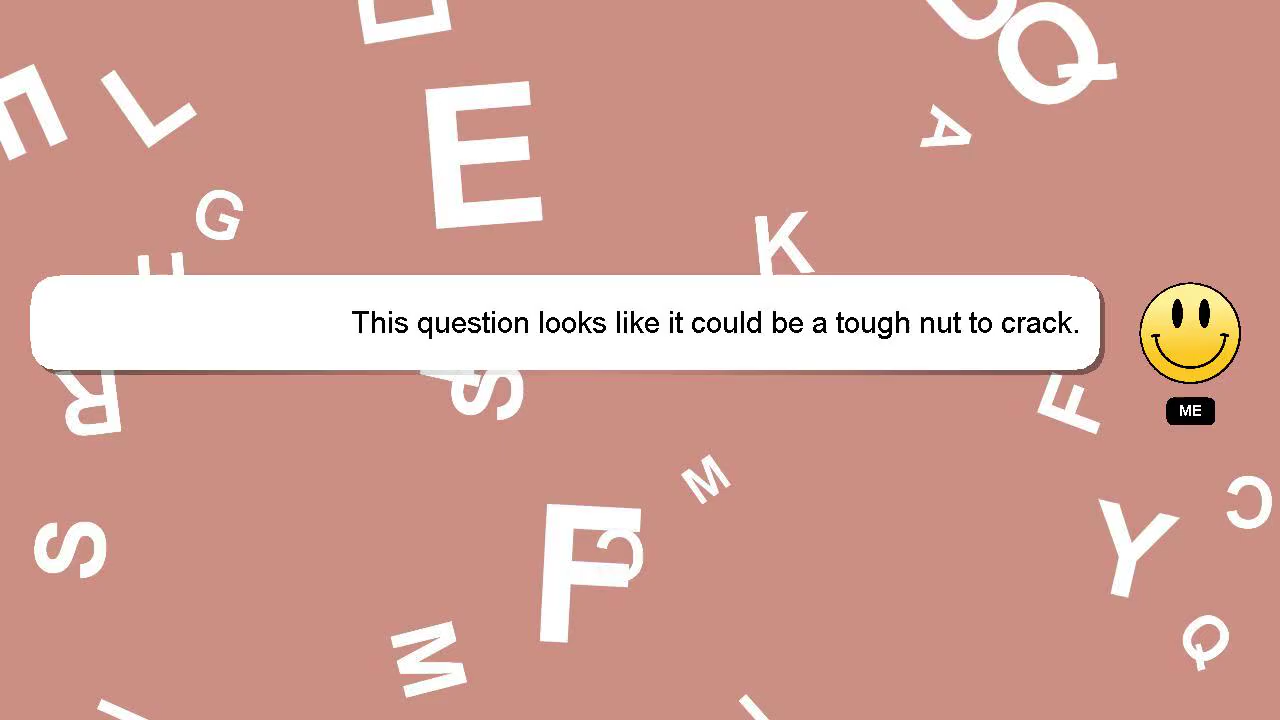 E
L
G
E
K
A
Q
This question looks like it could be a tough nut to crack.
ME
R
S
F
S
M
F
G
M
Y
C
Q